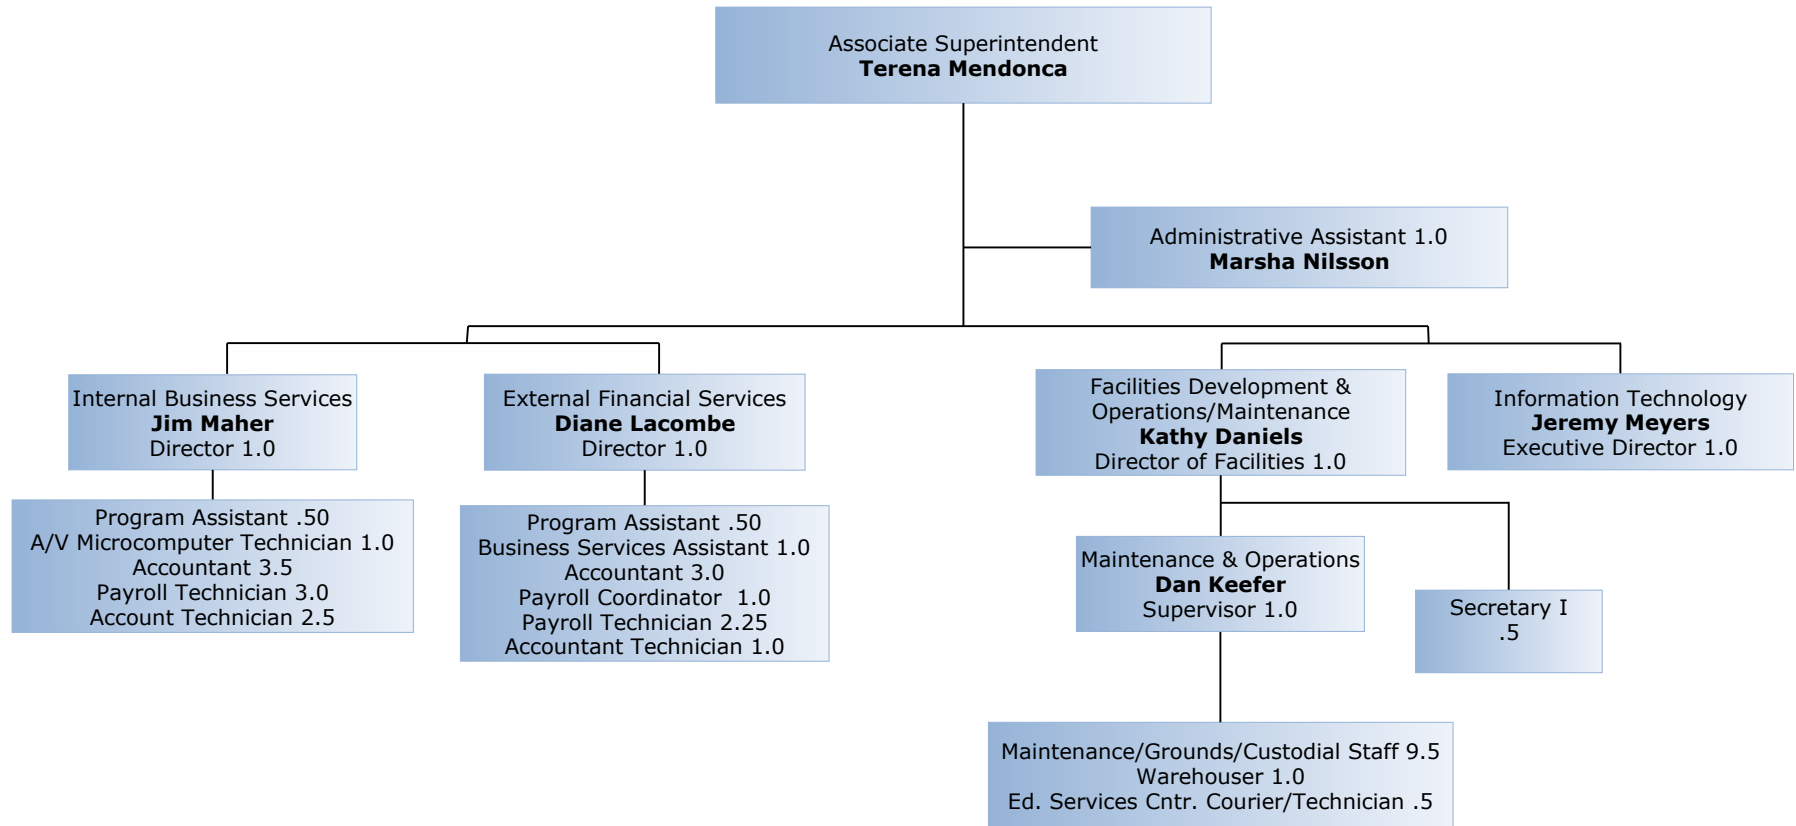 Associate Superintendent
Terena Mendonca
Administrative Assistant 1.0
Marsha Nilsson
Internal Business Services
Jim Maher
Director 1.0
External Financial Services
Diane Lacombe
Director 1.0
Facilities Development &
Operations/Maintenance
Kathy Daniels
Director of Facilities 1.0
Information Technology
Jeremy Meyers
Executive Director 1.0
Program Assistant .50
A/V Microcomputer Technician 1.0
Accountant 3.5
Payroll Technician 3.0
Account Technician 2.5
Program Assistant .50
Business Services Assistant 1.0
Accountant 3.0
Payroll Coordinator  1.0
Payroll Technician 2.25
Accountant Technician 1.0
Maintenance & Operations
Dan Keefer
Supervisor 1.0
Secretary I
.5
Maintenance/Grounds/Custodial Staff 9.5
Warehouser 1.0
Ed. Services Cntr. Courier/Technician .5